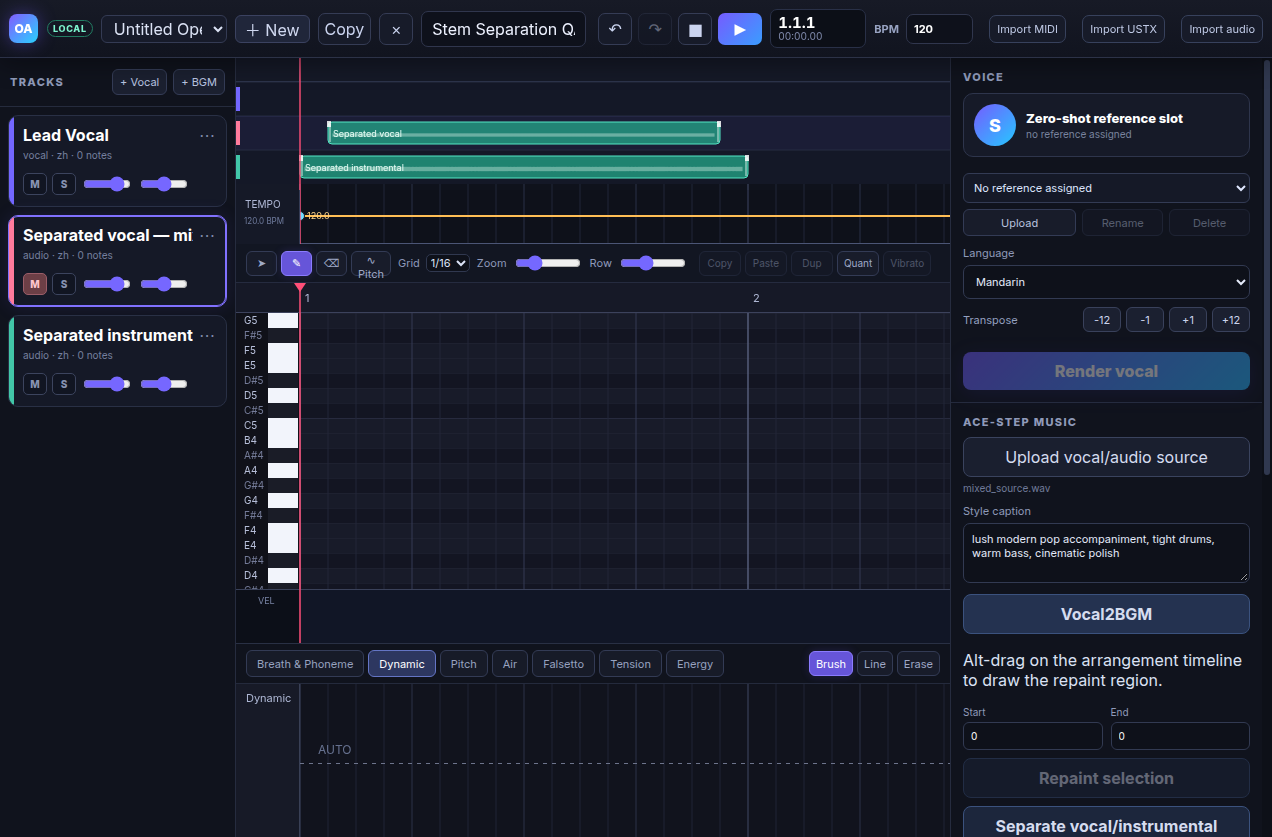 OA
LOCAL
Untitled Ope
+ New
Copy
×
Stem Separation Q
1.1.1
00:00.00
BPM
120
Import MIDI
Import USTX
Import audio
TRACKS
+ Vocal
+ BGM
Lead Vocal
vocal · zh · 0 notes
M
S
Separated vocal — mi
audio · zh · 0 notes
M
S
Separated instrument
audio · zh · 0 notes
M
S
Separated vocal
Separated instrumental
TEMPO
120.0 BPM
120.0
Pitch
Grid
1/16
Zoom
Row
Copy
Paste
Dup
Quant
Vibrato
1
2
G5
F#5
F5
E5
D#5
D5
C#5
C5
B4
A#4
A4
G#4
G4
F#4
F4
E4
D#4
D4
C#4
VEL
Breath & Phoneme
Dynamic
Pitch
Air
Falsetto
Tension
Energy
Brush
Line
Erase
Dynamic
AUTO
VOICE
S
Zero-shot reference slot
no reference assigned
No reference assigned
Upload
Rename
Delete
Language
Mandarin
Transpose
-12
-1
+1
+12
Render vocal
ACE-STEP MUSIC
Upload vocal/audio source
mixed_source.wav
Style caption
lush modern pop accompaniment, tight drums,
warm bass, cinematic polish
Vocal2BGM
Alt-drag on the arrangement timeline
to draw the repaint region.
Start
End
0
0
Repaint selection
Separate vocal/instrumental